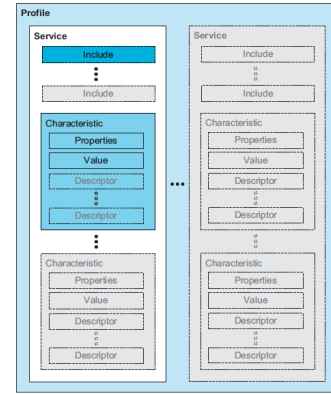 Profile
Service
Include
Include
Characteristic
Properties
Value
Descriptor
Descriptor
Characteristic
Properties
Value
Descriptor
Descriptor
Service
Include
Include
Characteristic
Properties
Value
Descriptor
Descriptor
Characteristic
Properties
Value
Descriptor
Descriptor